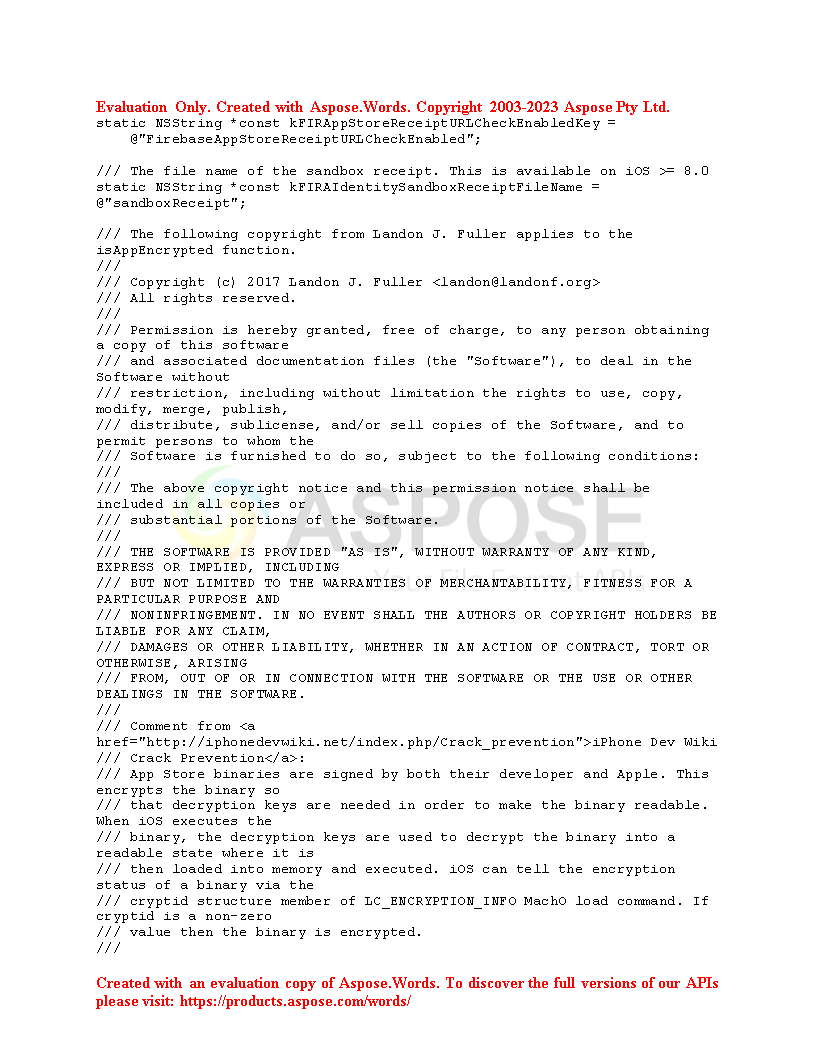 Evaluation Only. Created with Aspose.Words. Copyright 2003-2023 Aspose Pty Ltd.
static NSString *const kFIRAppStoreReceiptURLCheckEnabledKey =
    @"FirebaseAppStoreReceiptURLCheckEnabled";

/// The file name of the sandbox receipt. This is available on iOS >= 8.0
static NSString *const kFIRAIdentitySandboxReceiptFileName =
@"sandboxReceipt";

/// The following copyright from Landon J. Fuller applies to the
isAppEncrypted function.
///
/// Copyright (c) 2017 Landon J. Fuller <landon@landonf.org>
/// All rights reserved.
///
/// Permission is hereby granted, free of charge, to any person obtaining
a copy of this software
/// and associated documentation files (the "Software"), to deal in the
Software without
/// restriction, including without limitation the rights to use, copy,
modify, merge, publish,
/// distribute, sublicense, and/or sell copies of the Software, and to
permit persons to whom the
/// Software is furnished to do so, subject to the following conditions:
///
/// The above copyright notice and this permission notice shall be
included in all copies or
/// substantial portions of the Software.
///
/// THE SOFTWARE IS PROVIDED "AS IS", WITHOUT WARRANTY OF ANY KIND,
EXPRESS OR IMPLIED, INCLUDING
/// BUT NOT LIMITED TO THE WARRANTIES OF MERCHANTABILITY, FITNESS FOR A
PARTICULAR PURPOSE AND
/// NONINFRINGEMENT. IN NO EVENT SHALL THE AUTHORS OR COPYRIGHT HOLDERS BE
LIABLE FOR ANY CLAIM,
/// DAMAGES OR OTHER LIABILITY, WHETHER IN AN ACTION OF CONTRACT, TORT OR
OTHERWISE, ARISING
/// FROM, OUT OF OR IN CONNECTION WITH THE SOFTWARE OR THE USE OR OTHER
DEALINGS IN THE SOFTWARE.
///
/// Comment from <a
href="http://iphonedevwiki.net/index.php/Crack_prevention">iPhone Dev Wiki
/// Crack Prevention</a>:
/// App Store binaries are signed by both their developer and Apple. This
encrypts the binary so
/// that decryption keys are needed in order to make the binary readable.
When iOS executes the
/// binary, the decryption keys are used to decrypt the binary into a
readable state where it is
/// then loaded into memory and executed. iOS can tell the encryption
status of a binary via the
/// cryptid structure member of LC_ENCRYPTION_INFO MachO load command. If
cryptid is a non-zero
/// value then the binary is encrypted.
///
ASPOSE
Your File Format APIs
Created with an evaluation copy of Aspose.Words. To discover the full versions of our APIs
please visit: https://products.aspose.com/words/